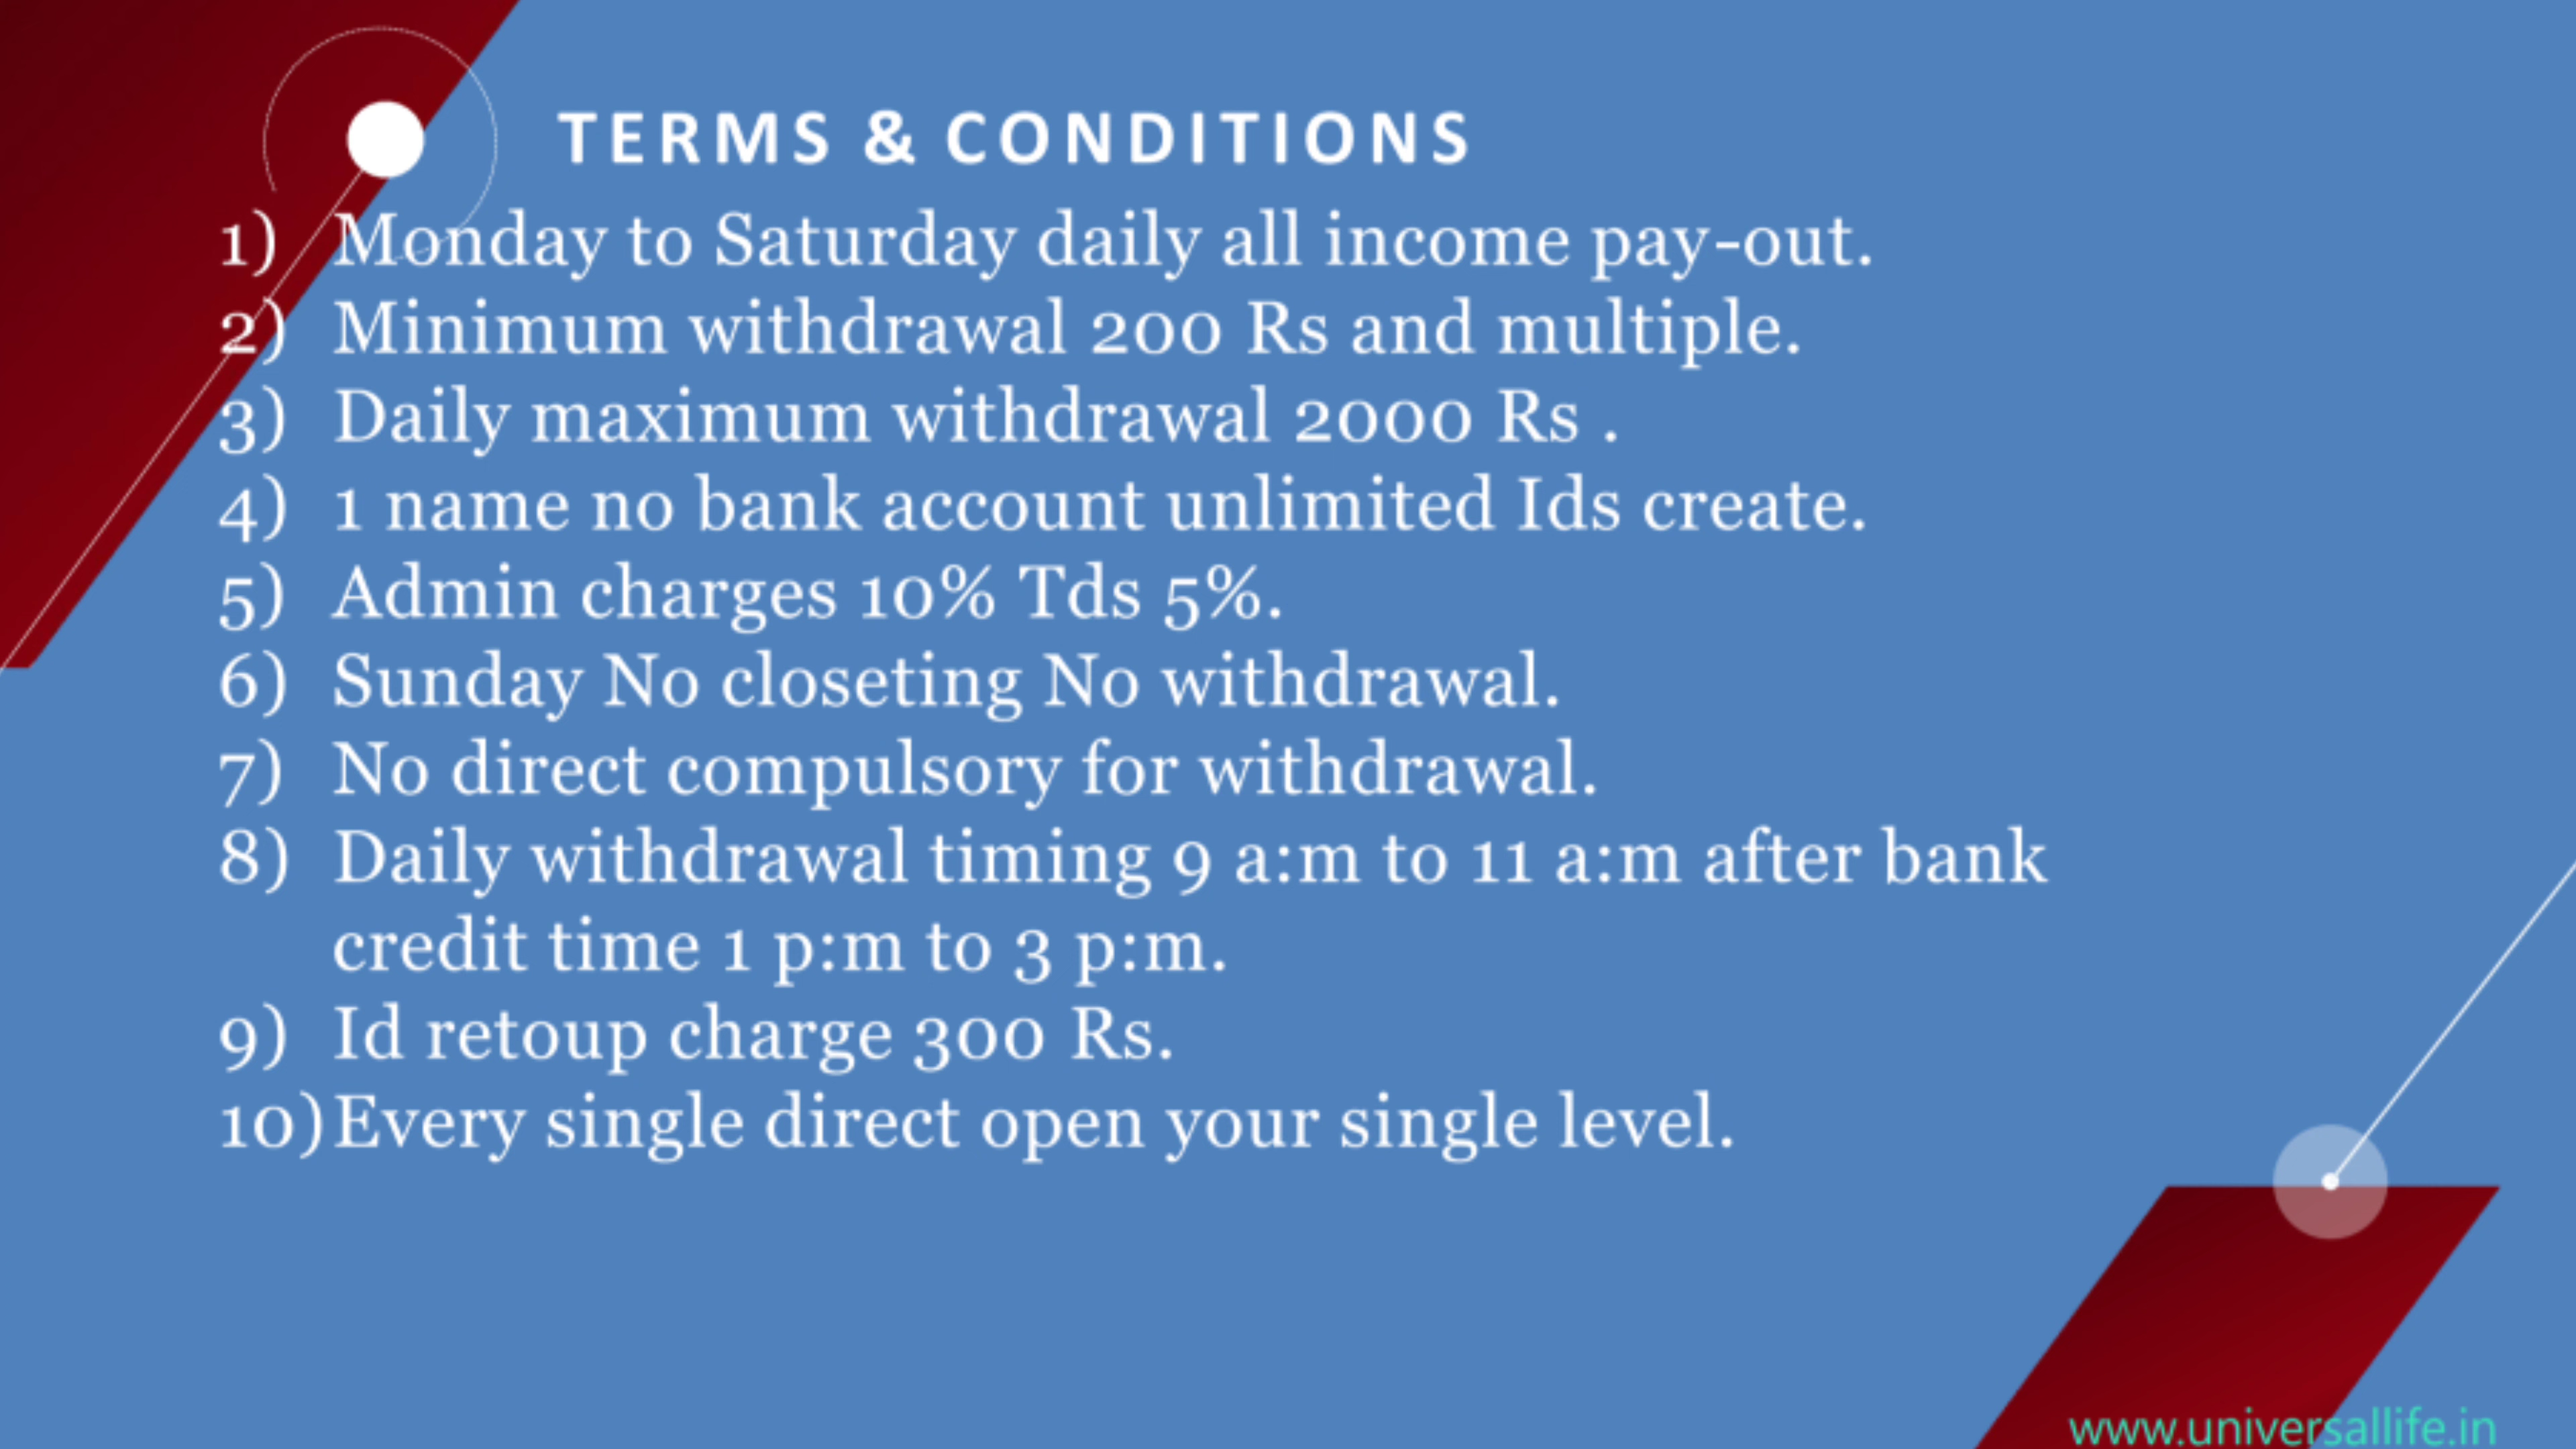 TERMS & CONDITIONS
1) Monday to Saturday daily all income pay-out.
2) Minimum withdrawal 200 Rs and multiple.
3) Daily maximum withdrawal 2000 Rs .
4) 1 name no bank account unlimited Ids create.
5) Admin charges 10% Tds 5%.
6) Sunday No closeting No withdrawal.
7) No direct compulsory for withdrawal.
8) Daily withdrawal timing 9 a:m to 11 a:m after bank
credit time 1 p:m to 3 p:m.
9) Id retoup charge 300 Rs.
10) Every single direct open your single level.
www.universallife.in